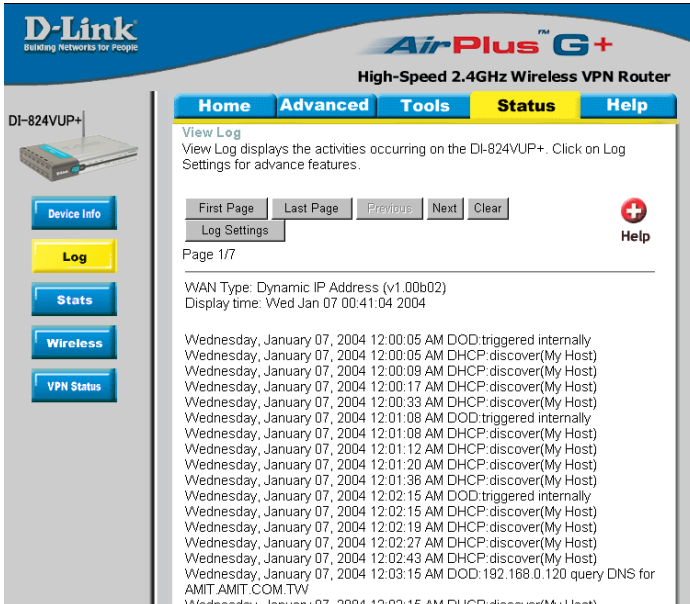 D-Link
Building Networks for People
AirPlus™G+
High-Speed 2.4GHz Wireless VPN Router
DI-824VUP+
Home
Advanced
Tools
Status
Help
Device Info
Log
Stats
Wireless
VPN Status
View Log
View Log displays the activities occurring on the DI-824VUP+. Click on Log
Settings for advance features.
First Page
Last Page
Previous
Next
Clear
Log Settings
Help
Page 1/7
WAN Type: Dynamic IP Address (v1.00b02)
Display time: Wed Jan 07 00:41:04 2004
Wednesday, January 07, 2004 12:00:05 AM DOD:triggered internally
Wednesday, January 07, 2004 12:00:05 AM DHCP:discover(My Host)
Wednesday, January 07, 2004 12:00:09 AM DHCP:discover(My Host)
Wednesday, January 07, 2004 12:00:17 AM DHCP:discover(My Host)
Wednesday, January 07, 2004 12:00:33 AM DHCP:discover(My Host)
Wednesday, January 07, 2004 12:01:08 AM DOD:triggered internally
Wednesday, January 07, 2004 12:01:08 AM DHCP:discover(My Host)
Wednesday, January 07, 2004 12:01:12 AM DHCP:discover(My Host)
Wednesday, January 07, 2004 12:01:20 AM DHCP:discover(My Host)
Wednesday, January 07, 2004 12:01:36 AM DHCP:discover(My Host)
Wednesday, January 07, 2004 12:02:15 AM DOD:triggered internally
Wednesday, January 07, 2004 12:02:15 AM DHCP:discover(My Host)
Wednesday, January 07, 2004 12:02:19 AM DHCP:discover(My Host)
Wednesday, January 07, 2004 12:02:27 AM DHCP:discover(My Host)
Wednesday, January 07, 2004 12:02:43 AM DHCP:discover(My Host)
Wednesday, January 07, 2004 12:03:15 AM DOD:192.168.0.120 query DNS for
AMIT.AMIT.COM.TW
Wednesday, January 07, 2004 12:03:15 AM DHCP:discover(My Host)